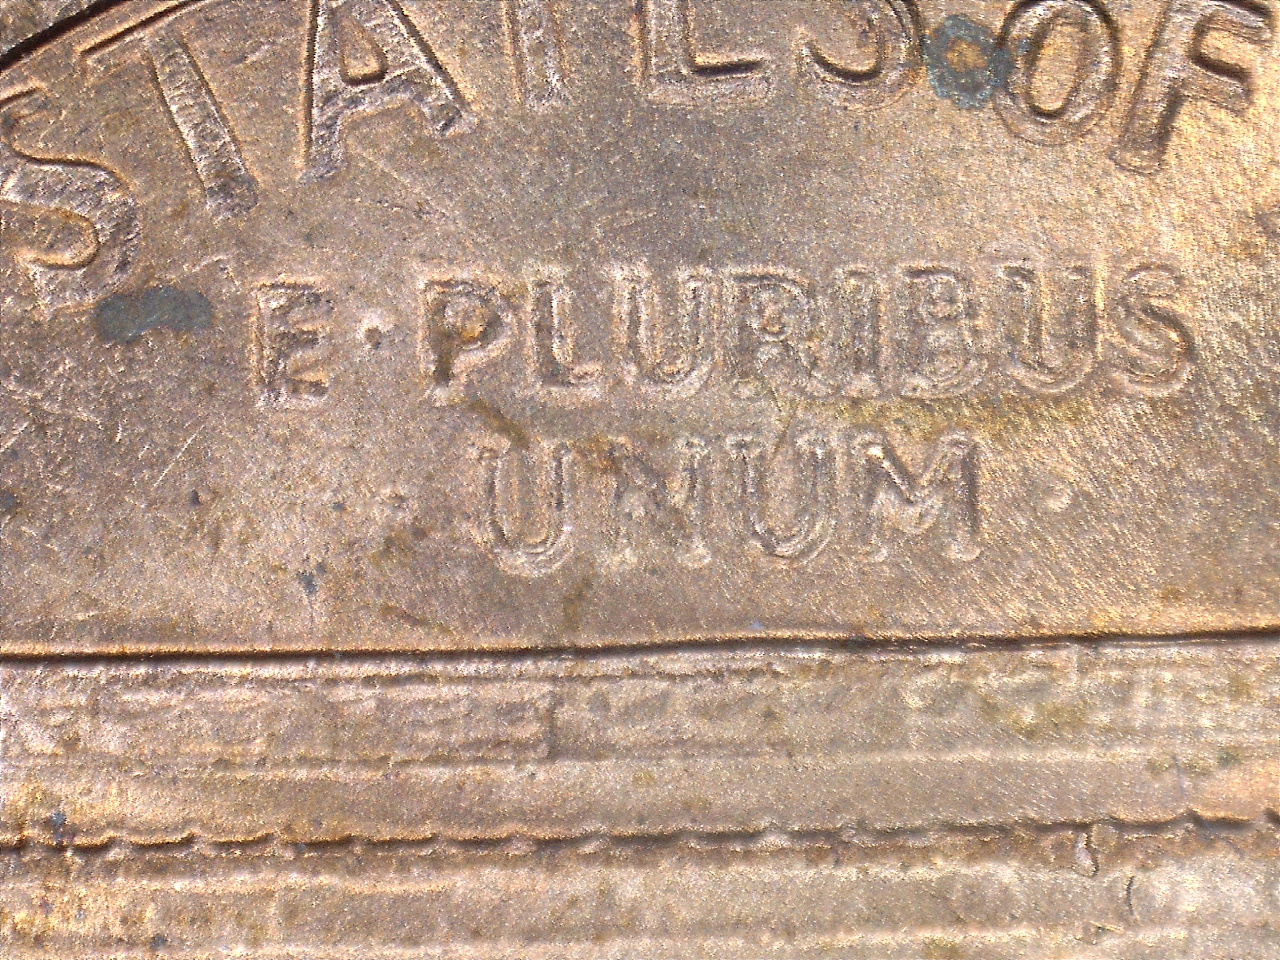 STATES OF
E·PLURIBUS
UNUM